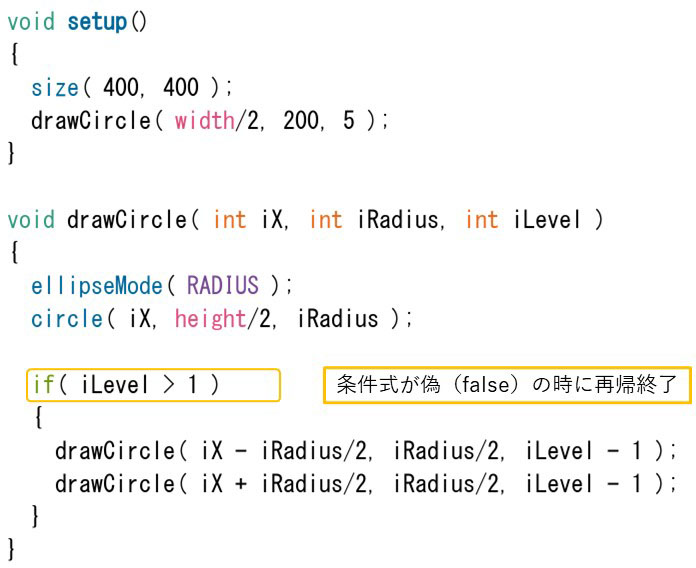 void setup()
{
size( 400, 400 );
drawCircle( width/2, 200, 5 );
}
void drawCircle( int iX, int iRadius, int iLevel )
{
ellipseMode( RADIUS );
circle( iX, height/2, iRadius );
if( iLevel > 1 )
条件式が偽（false）の時に再帰終了
{
drawCircle( iX - iRadius/2, iRadius/2, iLevel - 1 );
drawCircle( iX + iRadius/2, iRadius/2, iLevel - 1 );
}
}